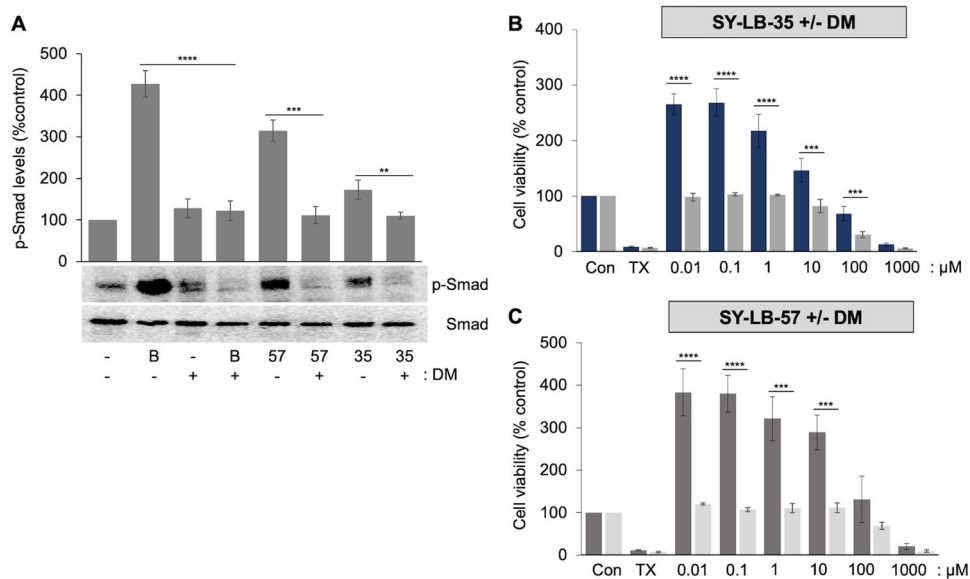 A
p-Smad levels (%control)
500
400
300
200
100
0
****
***
**
p-Smad
Smad
- B - B 57 57 35 35
- - + + - + - + : DM
B
SY-LB-35 +/- DM
Cell viability (% control)
400
300
200
100
0
****
****
****
***
***
Con TX 0.01 0.1 1 10 100 1000 : µM
C
SY-LB-57 +/- DM
Cell viability (% control)
500
400
300
200
100
0
****
****
***
***
Con TX 0.01 0.1 1 10 100 1000 : µM